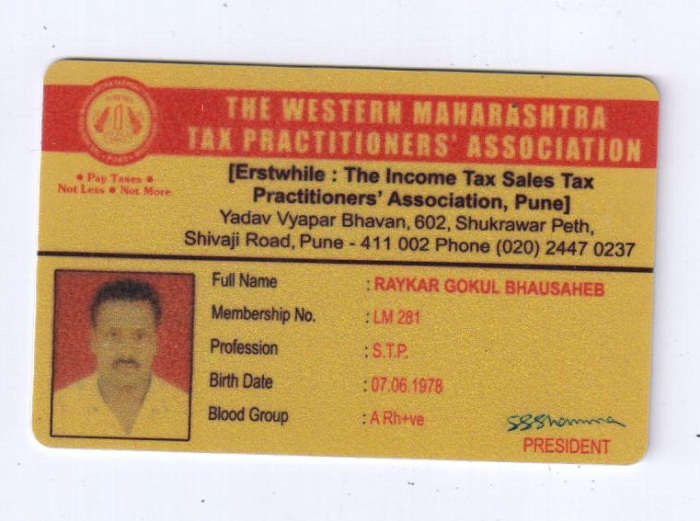 THE WESTERN MAHARASHTRA
TAX PRACTITIONERS' ASSOCIATION
• Pay Taxes •
Not Less • Not More
[Erstwhile : The Income Tax Sales Tax
Practitioners' Association, Pune]
Yadav Vyapar Bhavan, 602, Shukrawar Peth,
Shivaji Road, Pune - 411 002 Phone (020) 2447 0237
Full Name : RAYKAR GOKUL BHAUSAHEB
Membership No. : LM 281
Profession : S.T.P.
Birth Date : 07.06.1978
Blood Group : A Rh+ve
PRESIDENT